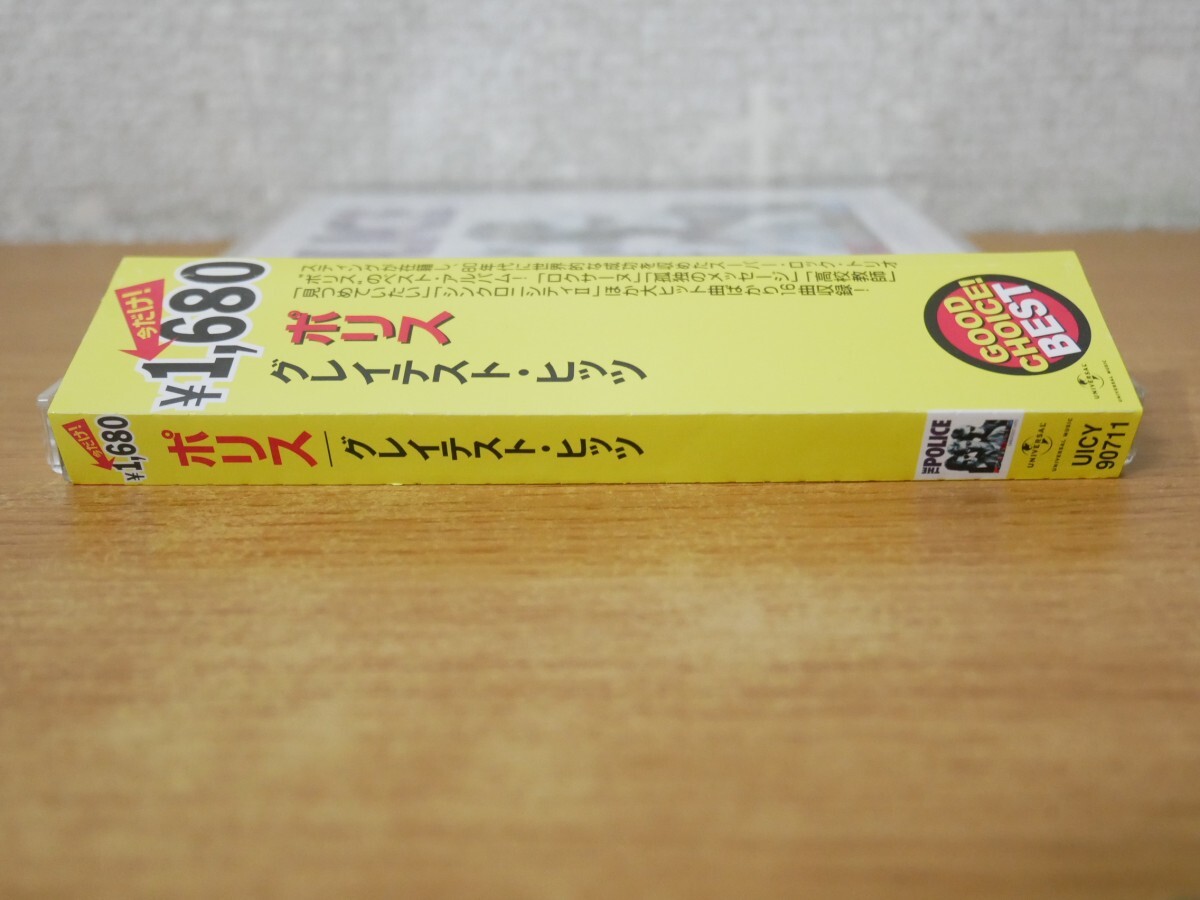 今だけ!
¥1,680
スティングが在籍し、80年代に世界的な成功を収めたスーパー・ロック・トリオ
"ポリス"のベスト・アルバム!「ロクサーヌ」「孤独のメッセージ」「高校教師」
「見つめていたい」「シンクロニシティⅡ」ほか大ヒット曲ばかり16曲収録!
ポリス
グレイテスト・ヒッツ
GOOD
CHOICE!
BEST
UNIVERSAL
UNIVERSAL MUSIC
今だけ!
¥1,680
ポリス
グレイテスト・ヒッツ
THE POLICE
UNIVERSAL
UNIVERSAL MUSIC
UICY
90711